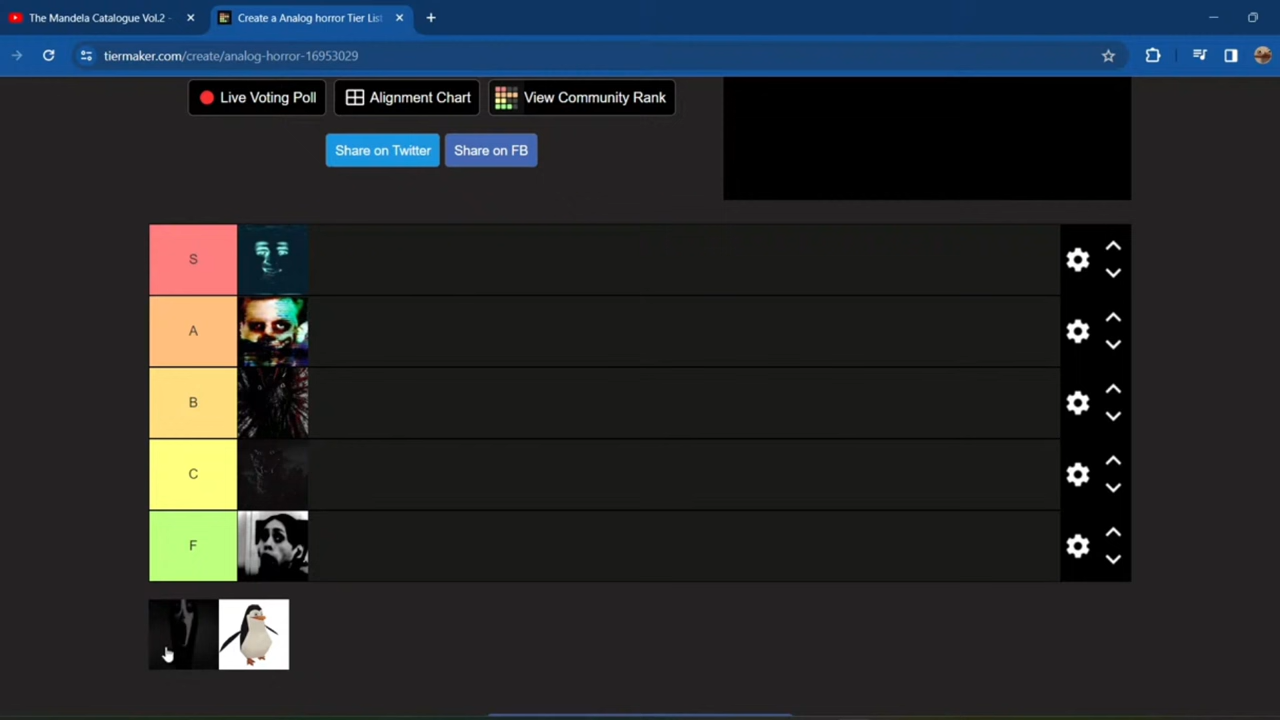 The Mandela Catalogue Vol.2 -
Create a Analog horror Tier List
tiermaker.com/create/analog-horror-16953029
Live Voting Poll
Alignment Chart
View Community Rank
Share on Twitter
Share on FB
S
A
B
C
F